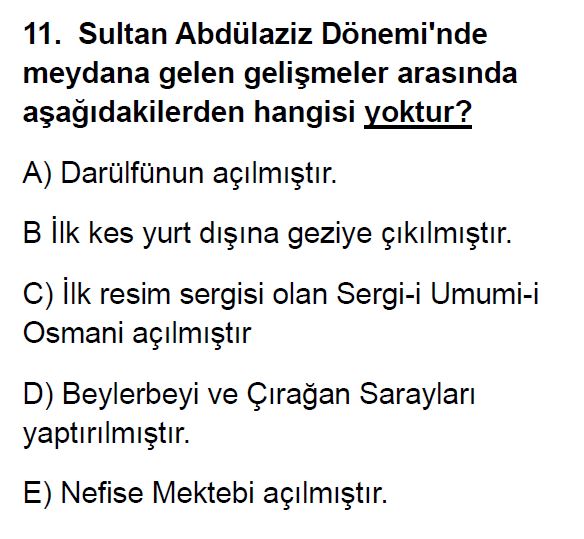 11. Sultan Abdülaziz Dönemi'nde
meydana gelen gelişmeler arasında
aşağıdakilerden hangisi yoktur?
A) Darülfünun açılmıştır.
B İlk kes yurt dışına geziye çıkılmıştır.
C) İlk resim sergisi olan Sergi-i Umumi-i
Osmani açılmıştır
D) Beylerbeyi ve Çırağan Sarayları
yaptırılmıştır.
E) Nefise Mektebi açılmıştır.